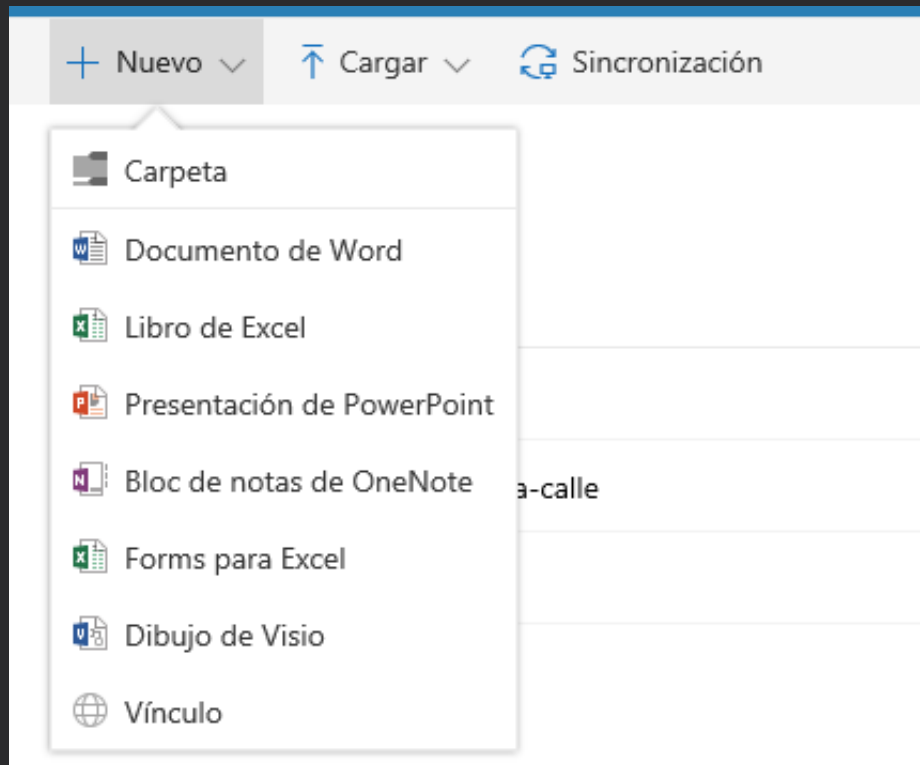 Nuevo Cargar Sincronización
Carpeta
Documento de Word
Libro de Excel
Presentación de PowerPoint
Bloc de notas de OneNote
a-calle
Forms para Excel
Dibujo de Visio
Vínculo